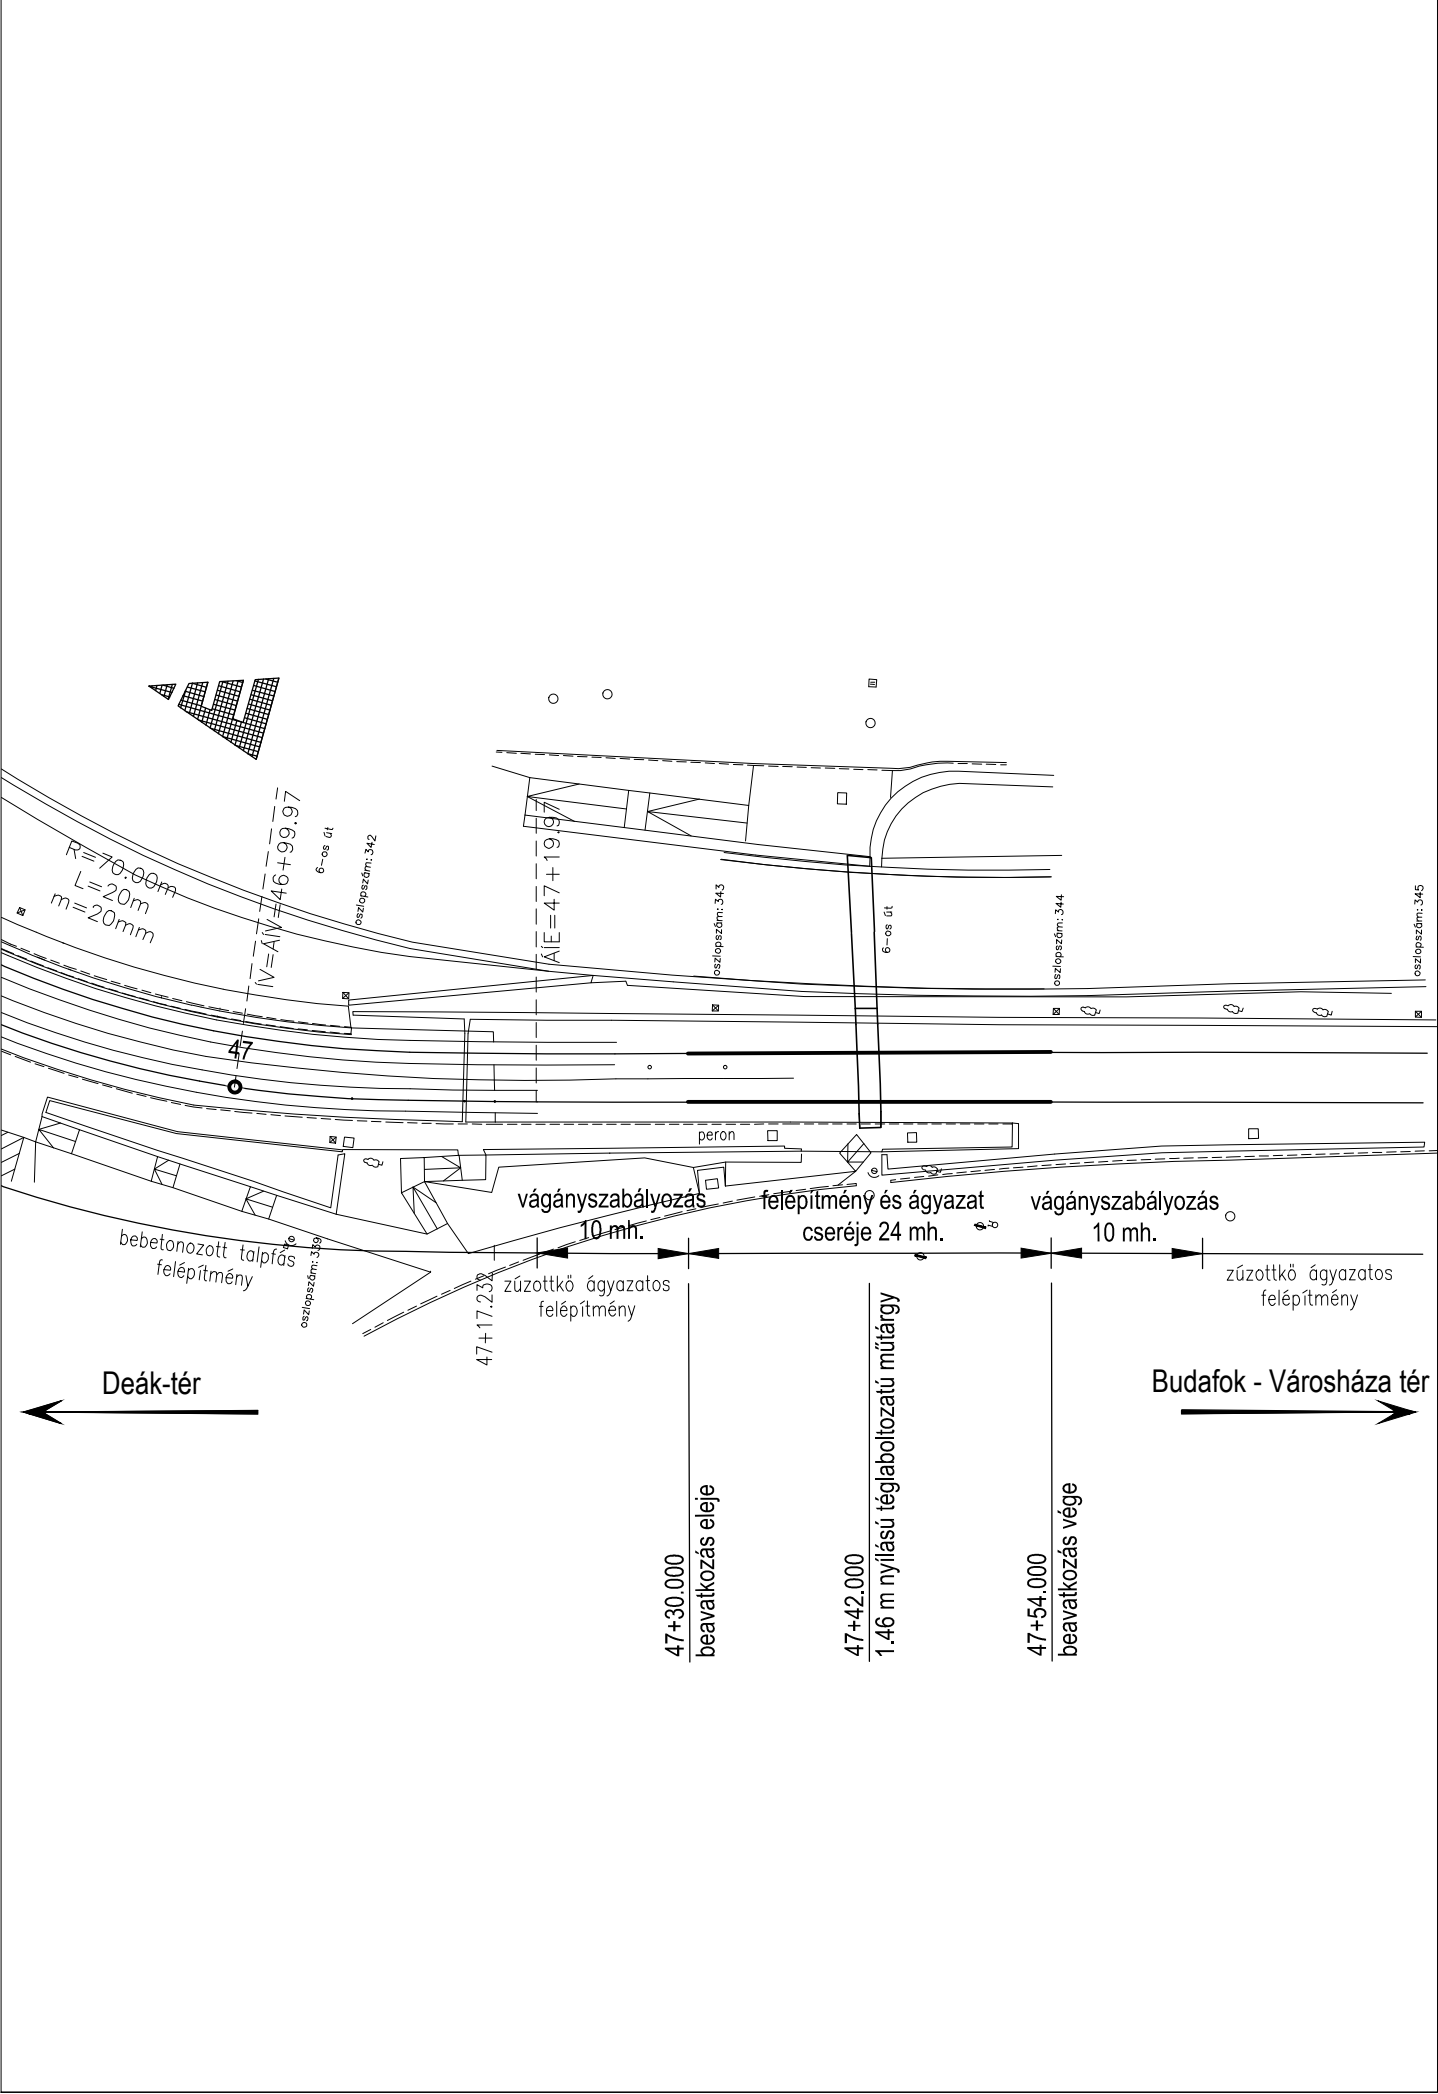 R=70.00m
L=20m
m=20mm
ÍV=ÁÍV=46+99.97
6-os út
oszlopszám: 342
ÁÍE=47+19.97
oszlopszám: 343
6-os út
oszlopszám: 344
oszlopszám: 345
47
peron
vágányszabályozás
10 mh.
felépítmény és ágyazat
cseréje 24 mh.
vágányszabályozás
10 mh.
bebetonozott talpfás
felépítmény
oszlopszám: 339
47+17.232
zúzottkő ágyazatos
felépítmény
zúzottkő ágyazatos
felépítmény
Deák-tér
Budafok - Városháza tér
47+30.000
beavatkozás eleje
47+42.000
1.46 m nyílású téglaboltozatú műtárgy
47+54.000
beavatkozás vége